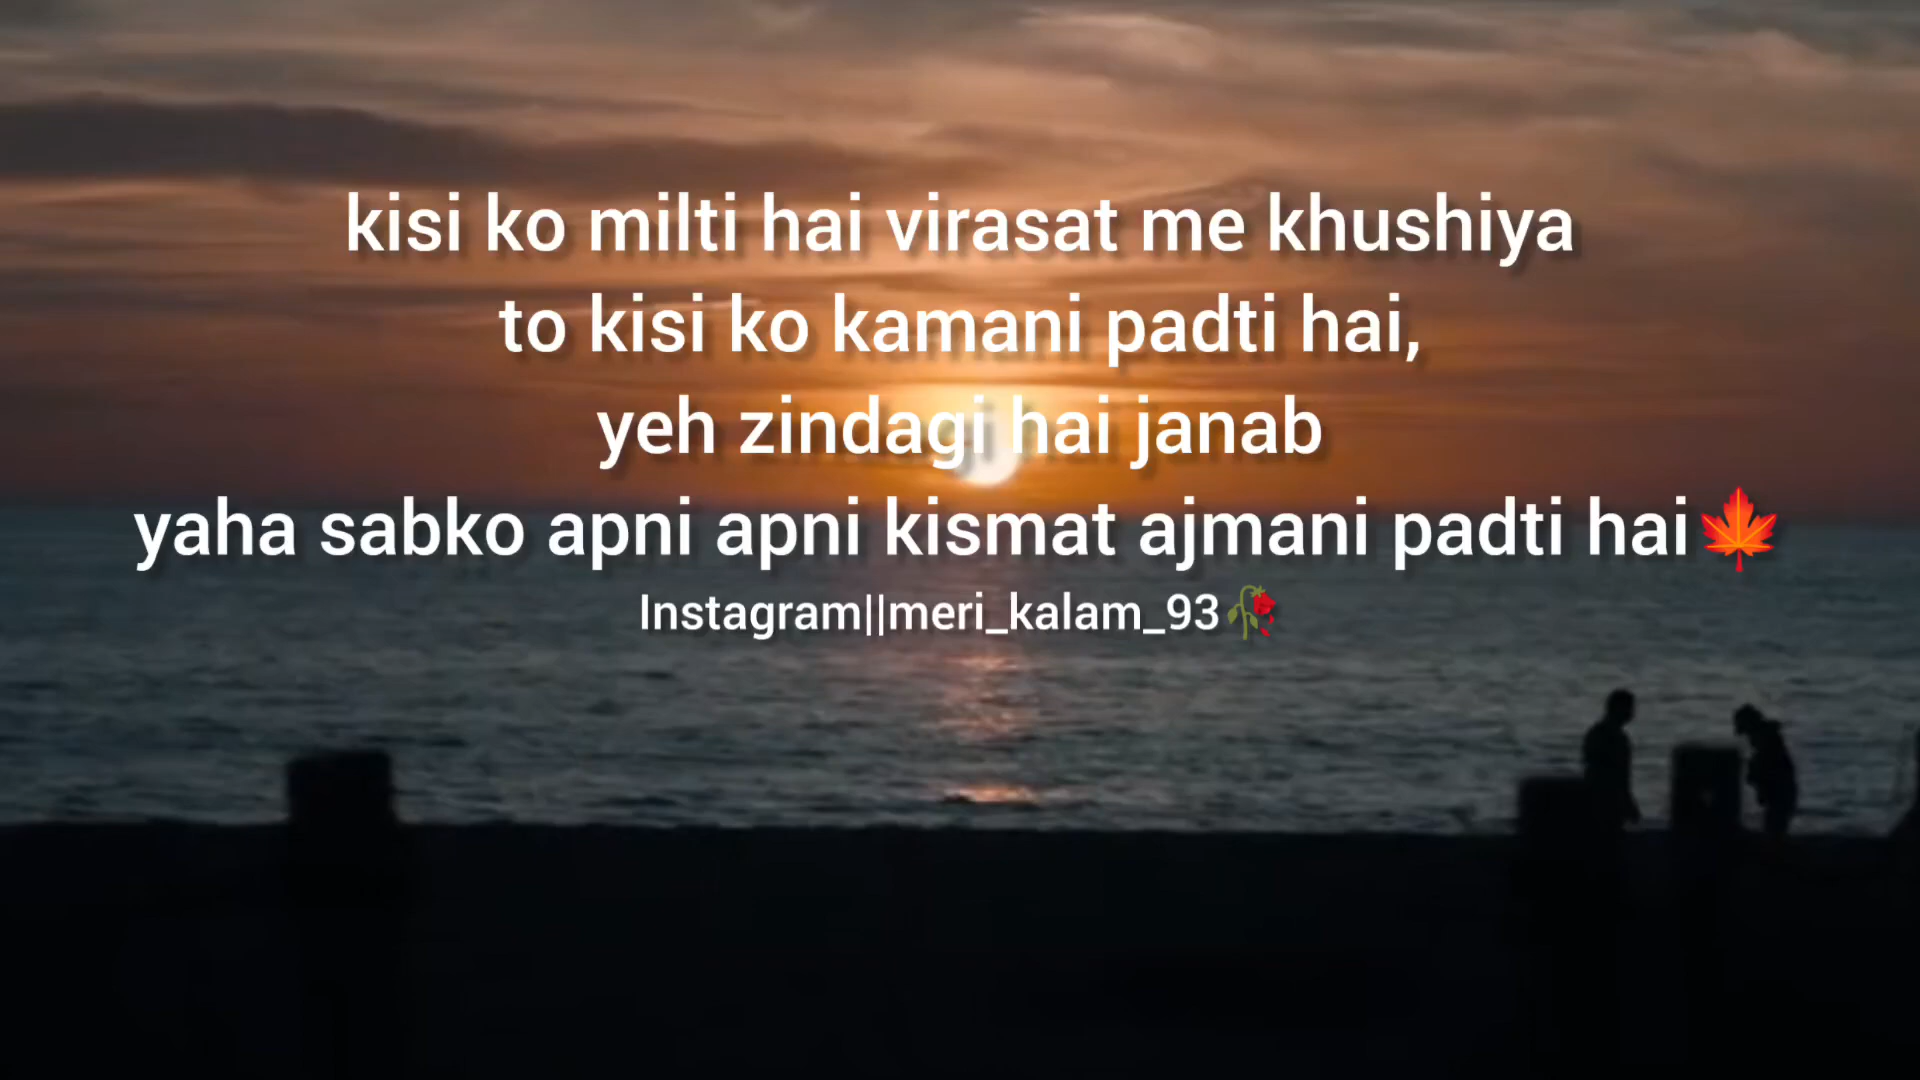 kisi ko milti hai virasat me khushiya
to kisi ko kamani padti hai,
yeh zindagi hai janab
yaha sabko apni apni kismat ajmani padti hai🍁
Instagram||meri_kalam_93🥀